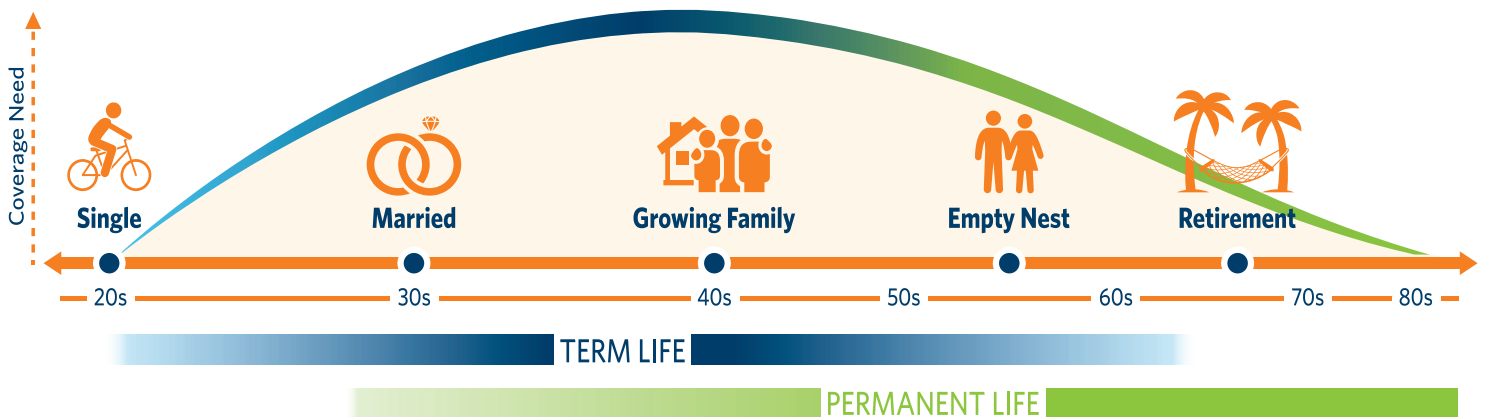 Coverage Need
Single
Married
Growing Family
Empty Nest
Retirement
20s
30s
40s
50s
60s
70s
80s
TERM LIFE
PERMANENT LIFE